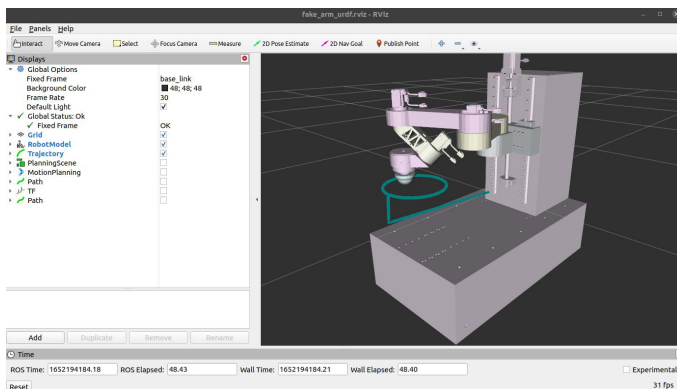 fake_arm_urdf.rviz - RViz
File Panels Help
Interact Move Camera Select Focus Camera Measure 2D Pose Estimate 2D Nav Goal Publish Point
Displays
Global Options
Fixed Frame base_link
Background Color 48; 48; 48
Frame Rate 30
Default Light
Global Status: Ok
Fixed Frame OK
Grid
RobotModel
Trajectory
PlanningScene
MotionPlanning
Path
TF
Path
Add Duplicate Remove Rename
Time
ROS Time: 1652194184.18 ROS Elapsed: 48.43 Wall Time: 1652194184.21 Wall Elapsed: 48.40 Experimental
Reset 31 fps